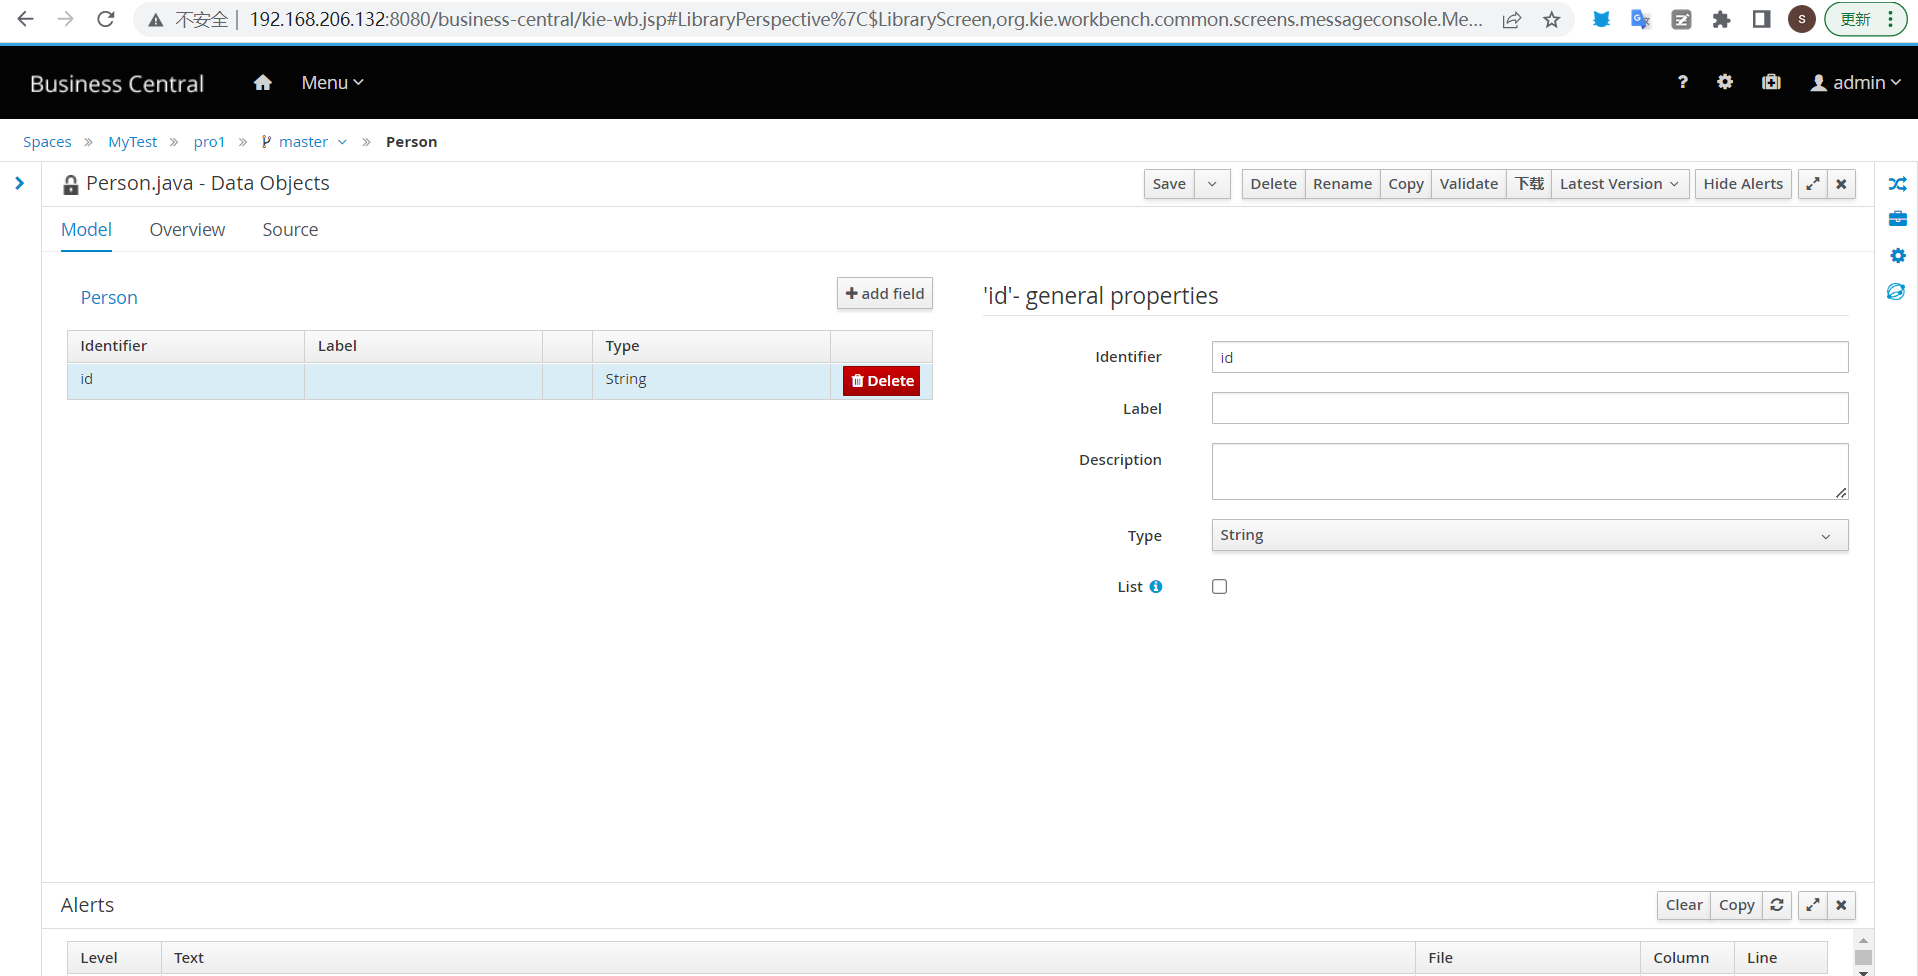 不安全 192.168.206.132:8080/business-central/kie-wb.jsp#LibraryPerspective%7C$LibraryScreen,org.kie.workbench.common.screens.messageconsole.Me... S 更新
Business Central Menu ? admin
Spaces » MyTest » pro1 » master » Person
Person.java - Data Objects Save Delete Rename Copy Validate 下载 Latest Version Hide Alerts
Model Overview Source
Person + add field
'id'- general properties
Identifier Label Type
id String Delete
Identifier id
Label
Description
Type String
List
Alerts Clear Copy
Level Text File Column Line